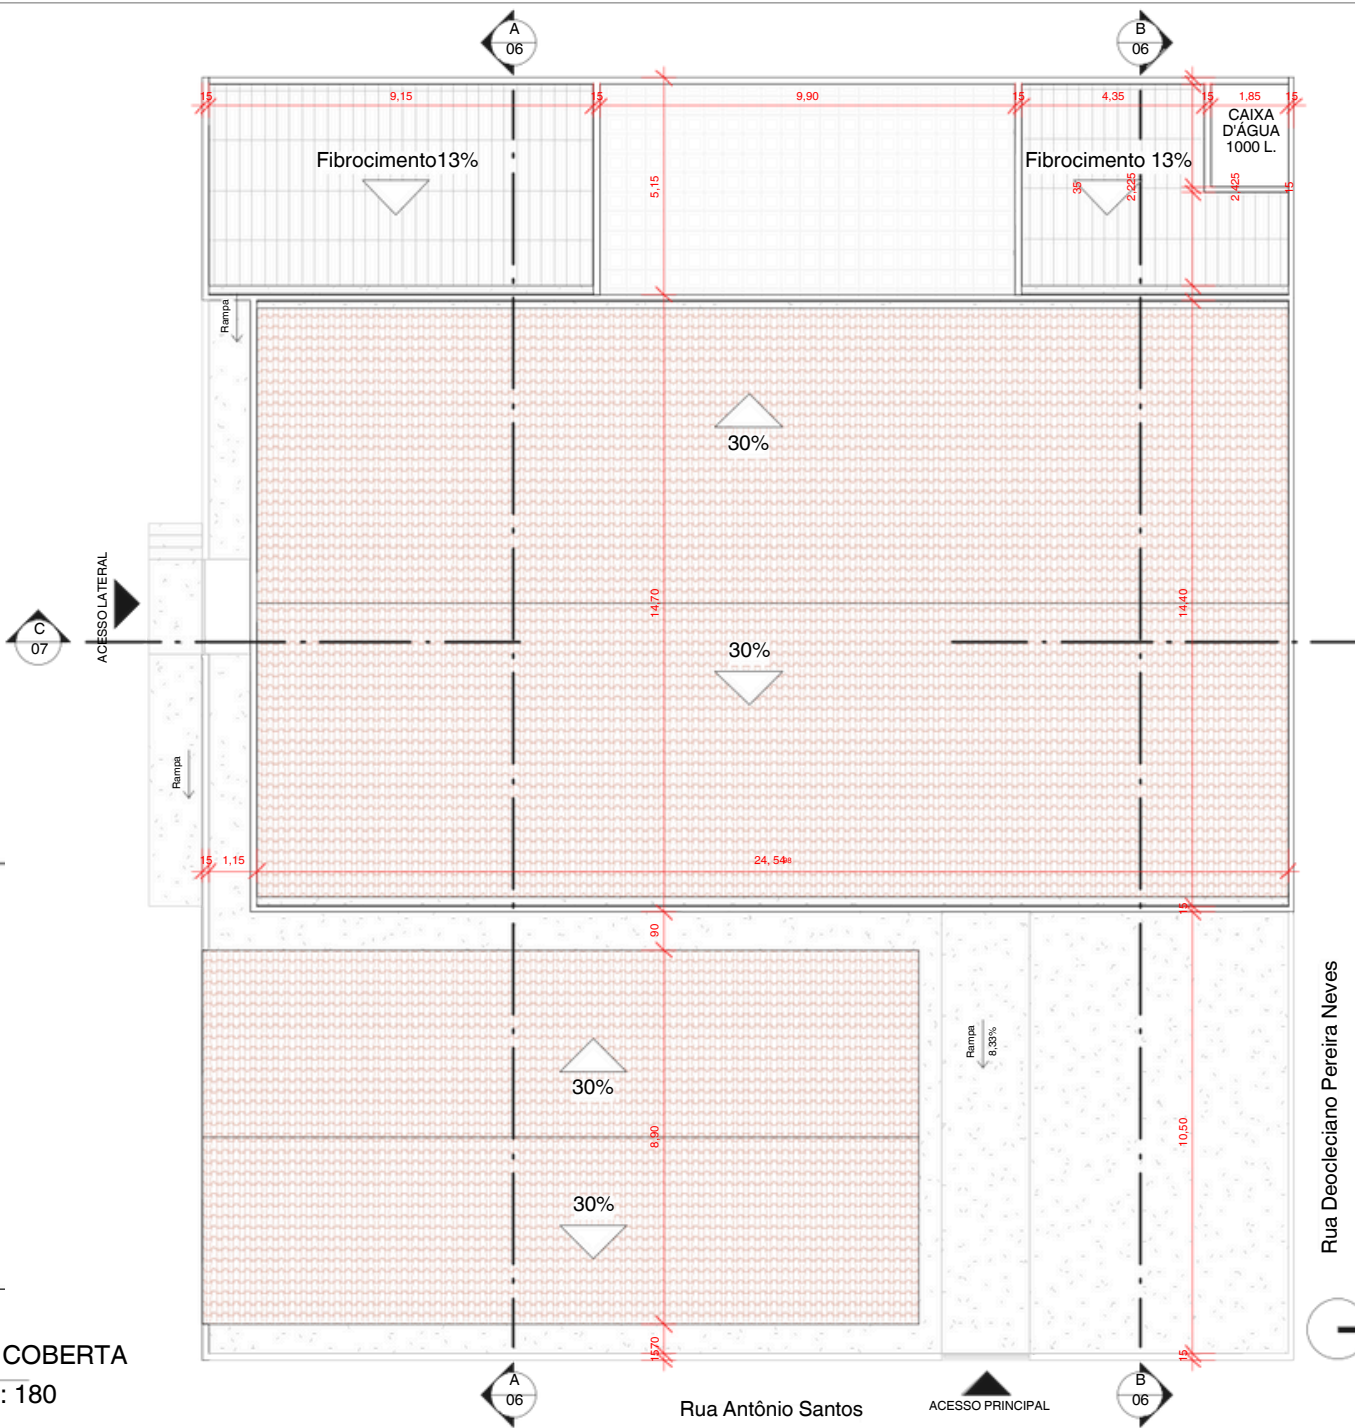 A
06
B
06
15
9,15
15
9,90
15
4,35
15
1,85
15
CAIXA
D'ÁGUA
1000 L.
Fibrocimento13%
Fibrocimento 13%
5,15
35
2,225
2,425
15
Rampa
30%
ACESSO LATERAL
14,70
14,40
C
07
30%
Rampa
15
1,15
24, 54
15
90
Rampa
8,33%
30%
8,90
10,50
Rua Deocleciano Pereira Neves
30%
1570
15
COBERTA
: 180
A
06
Rua Antônio Santos
ACESSO PRINCIPAL
B
06